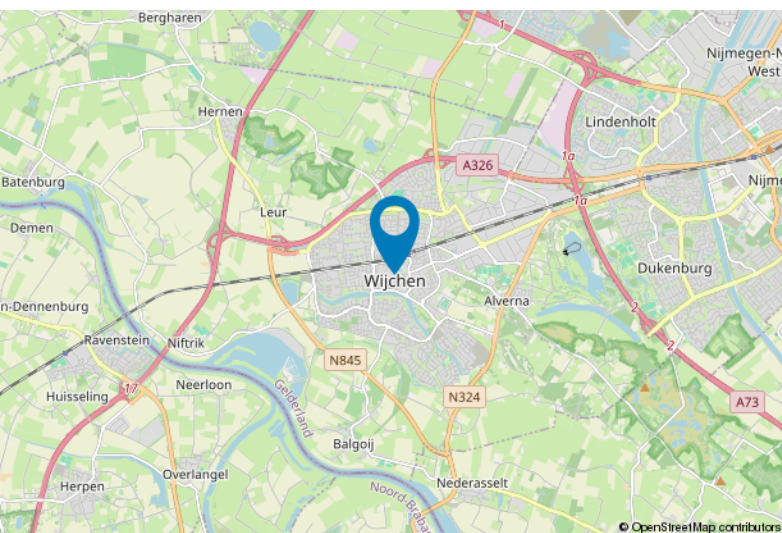 Bergharen
1
Nijmegen-N
West
Hernen
Lindenholt
1a
A326
Batenburg
1a
Nijme
Leur
Demen
Dukenburg
Wijchen
Alverna
n-Dennenburg
2
Ravenstein
Niftrik
2
N845
Neerloon
17
Huisseling
Gelderland
N324
A73
Balgoij
Overlangel
Nederasselt
Herpen
Noord-Braba
© OpenStreetMap contributors